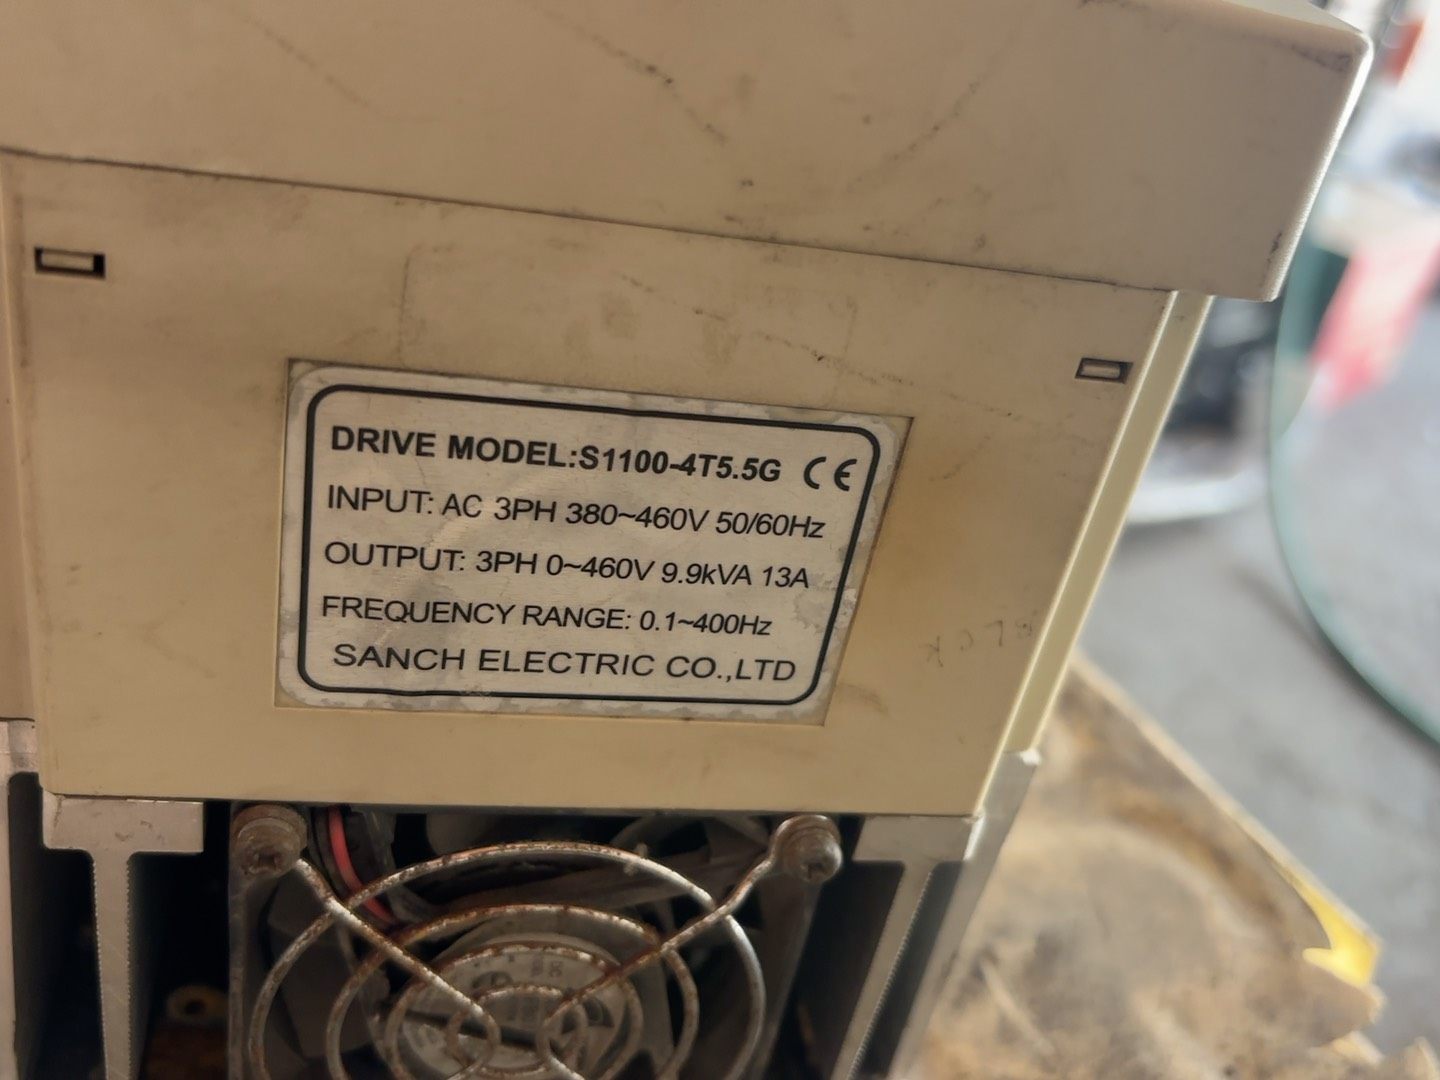 DRIVE MODEL:S1100-4T5.5G CE
INPUT: AC 3PH 380~460V 50/60Hz
OUTPUT: 3PH 0~460V 9.9kVA 13A
FREQUENCY RANGE: 0.1~400Hz
SANCH ELECTRIC CO.,LTD